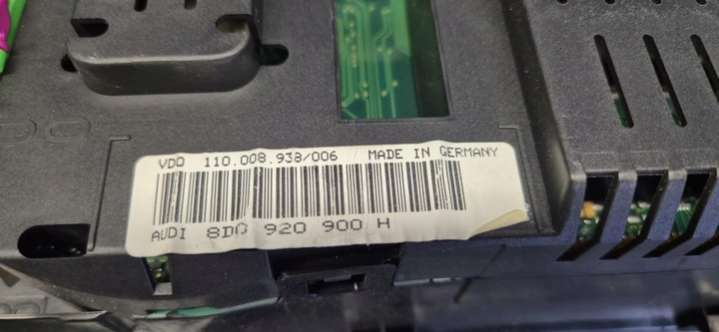 VDO 110.008.938/006 MADE IN GERMANY
AUDI 8D0 920 900 H